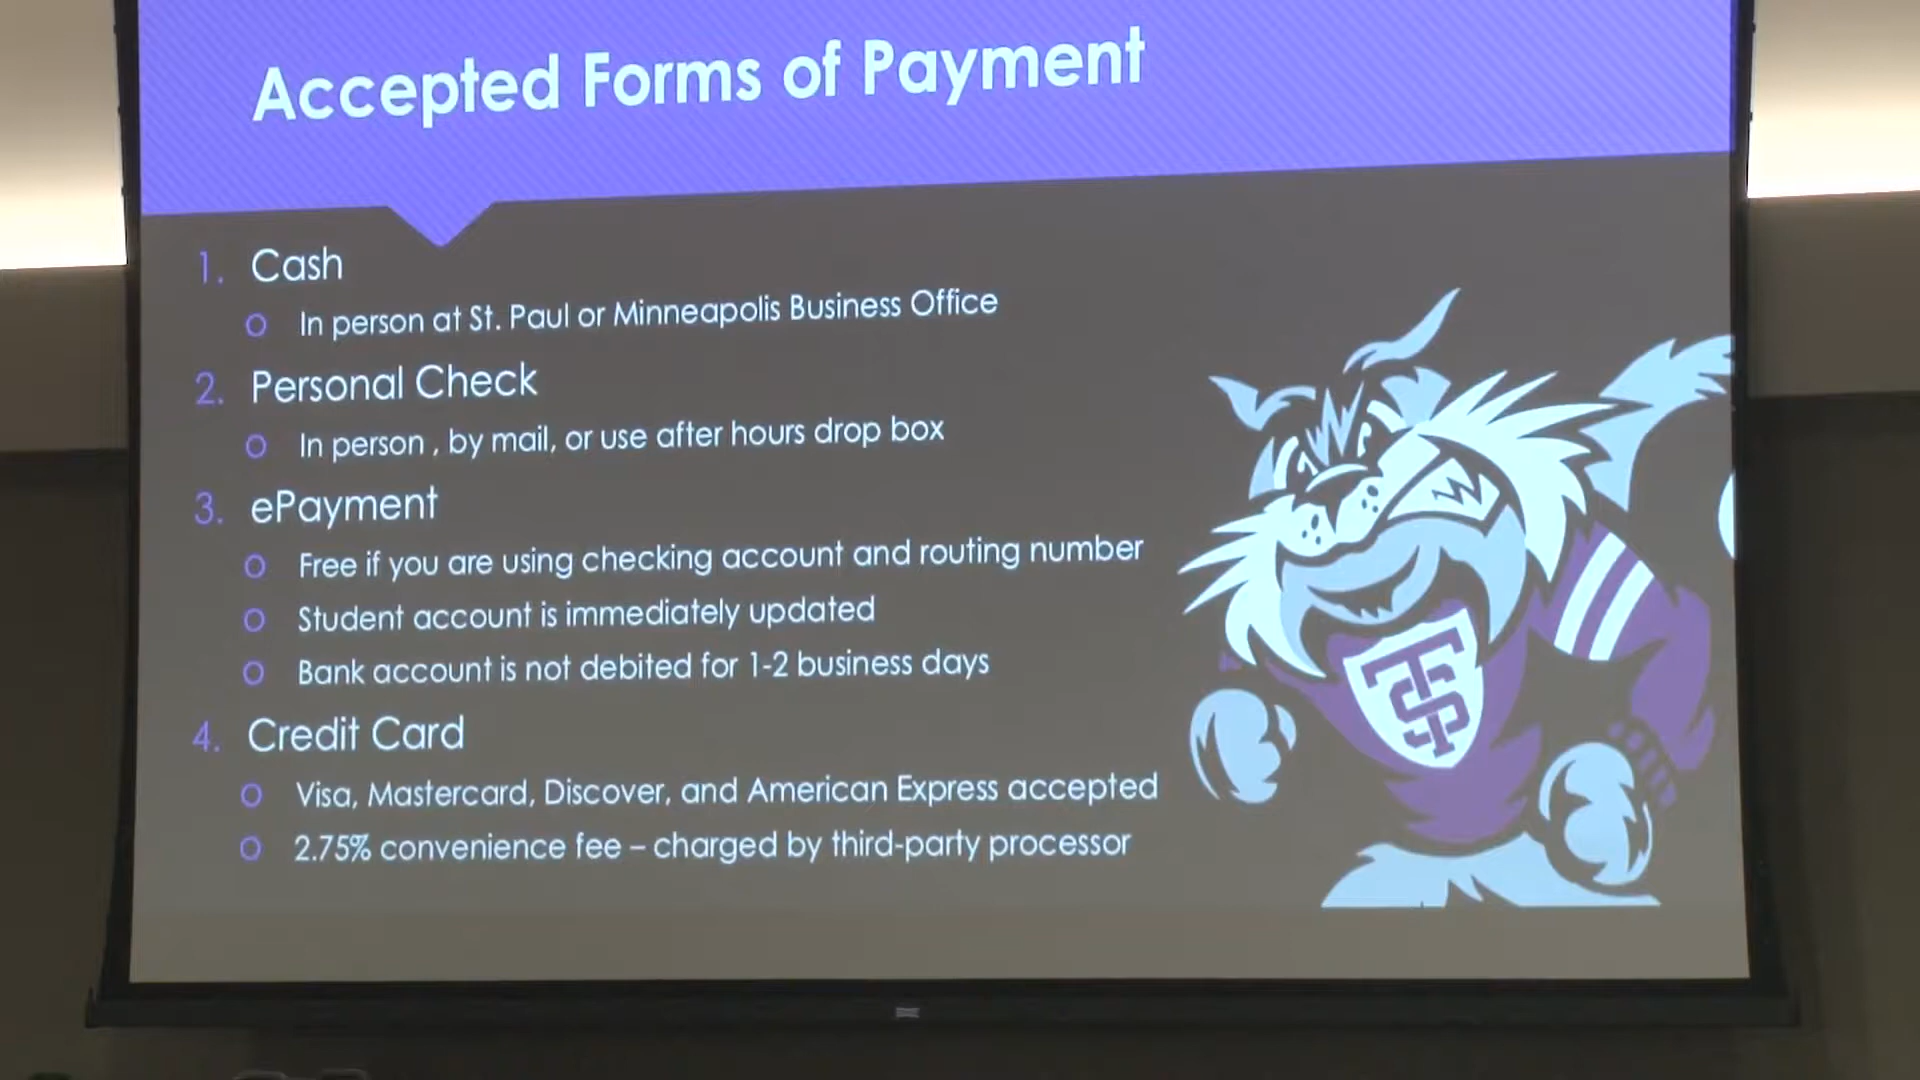 Accepted Forms of Payment
1. Cash
o In person at St. Paul or Minneapolis Business Office
2. Personal Check
o In person , by mail, or use after hours drop box
3. ePayment
o Free if you are using checking account and routing number
o Student account is immediately updated
o Bank account is not debited for 1-2 business days
4. Credit Card
o Visa, Mastercard, Discover, and American Express accepted
o 2.75% convenience fee – charged by third-party processor